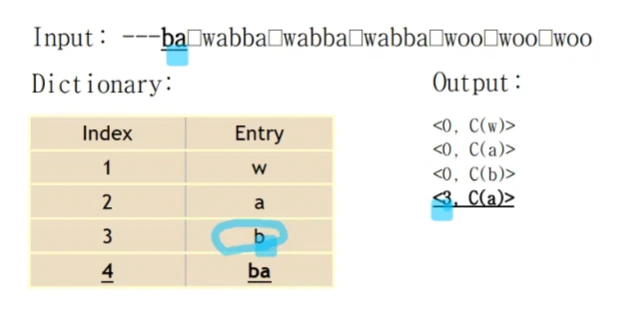 Input: ---ba□wabba□wabba□wabba□woo□woo□woo
Dictionary:
Output:
Index Entry
1 w
2 a
3 b
4 ba
<0, C(w)>
<0, C(a)>
<0, C(b)>
<3, C(a)>